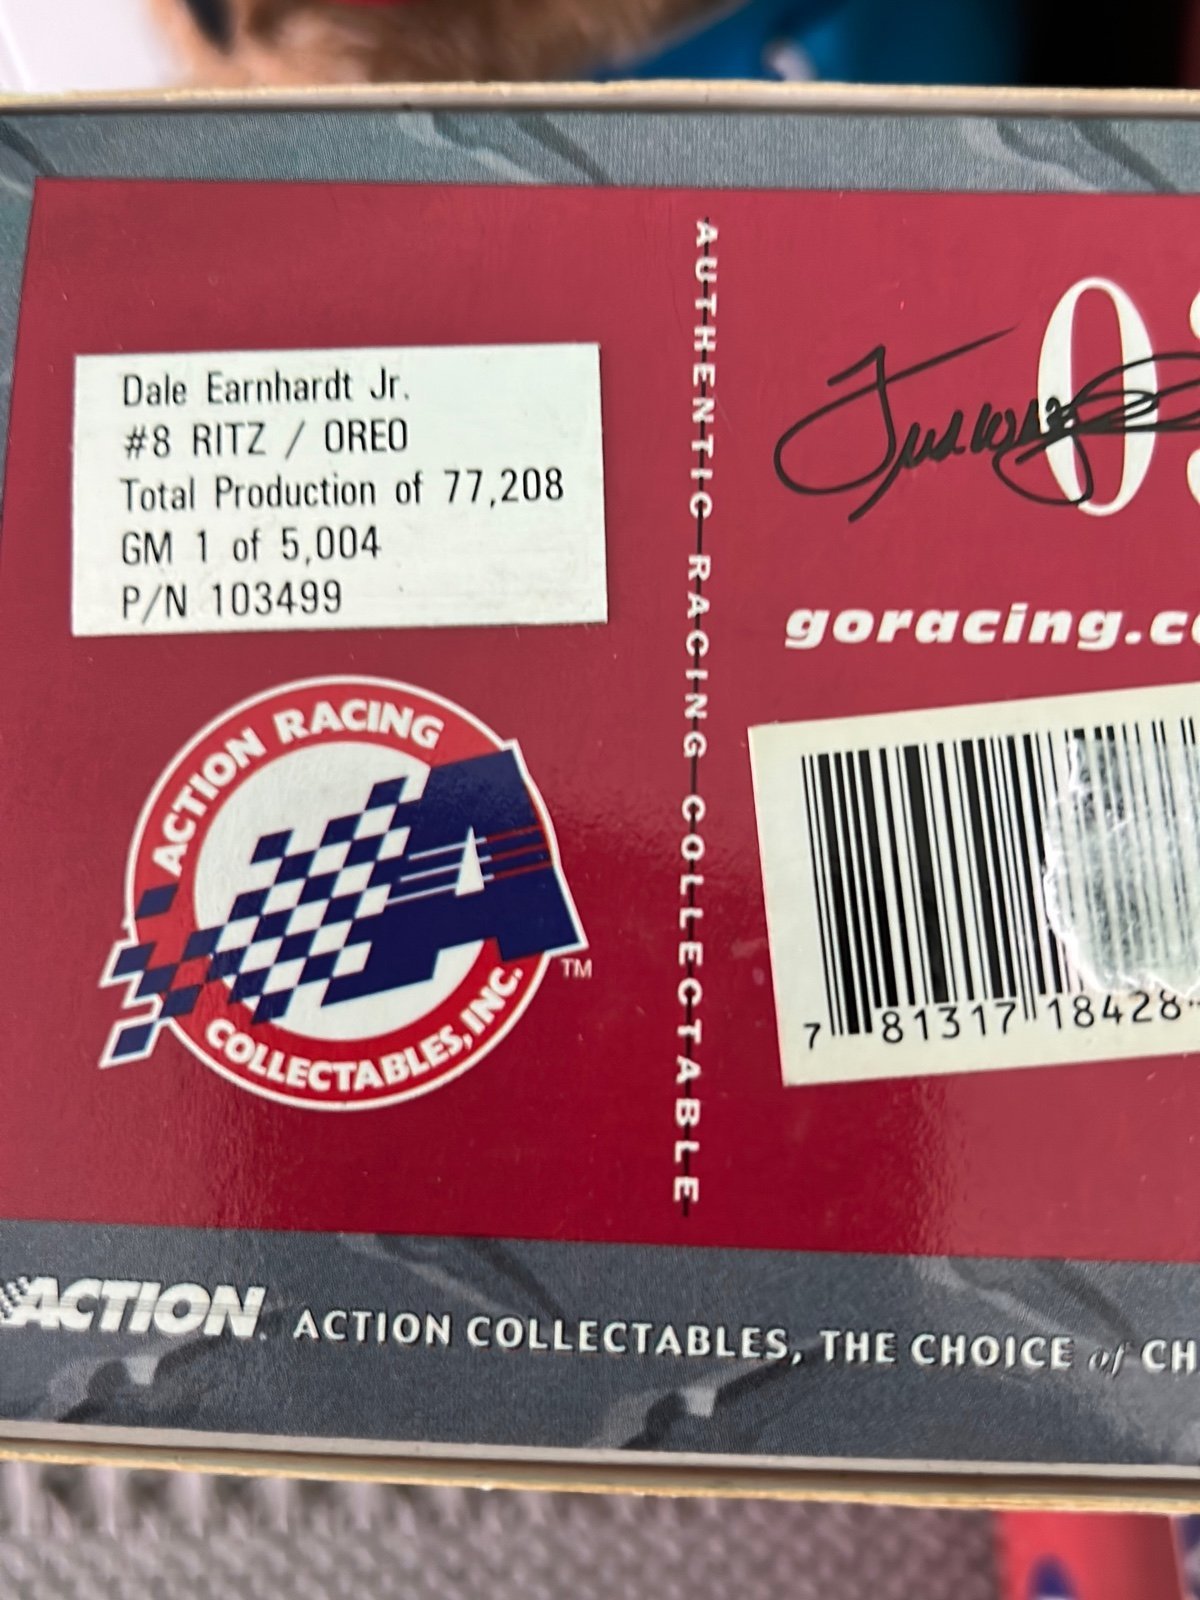 Dale Earnhardt Jr.
#8 RITZ / OREO
Total Production of 77,208
GM 1 of 5,004
P/N 103499
ACTION RACING
COLLECTABLES, INC.
TM
AUTHENTIC RACING COLLECTABLE
goracing.c
7 81317 18428
ACTION
ACTION COLLECTABLES, THE CHOICE of CH